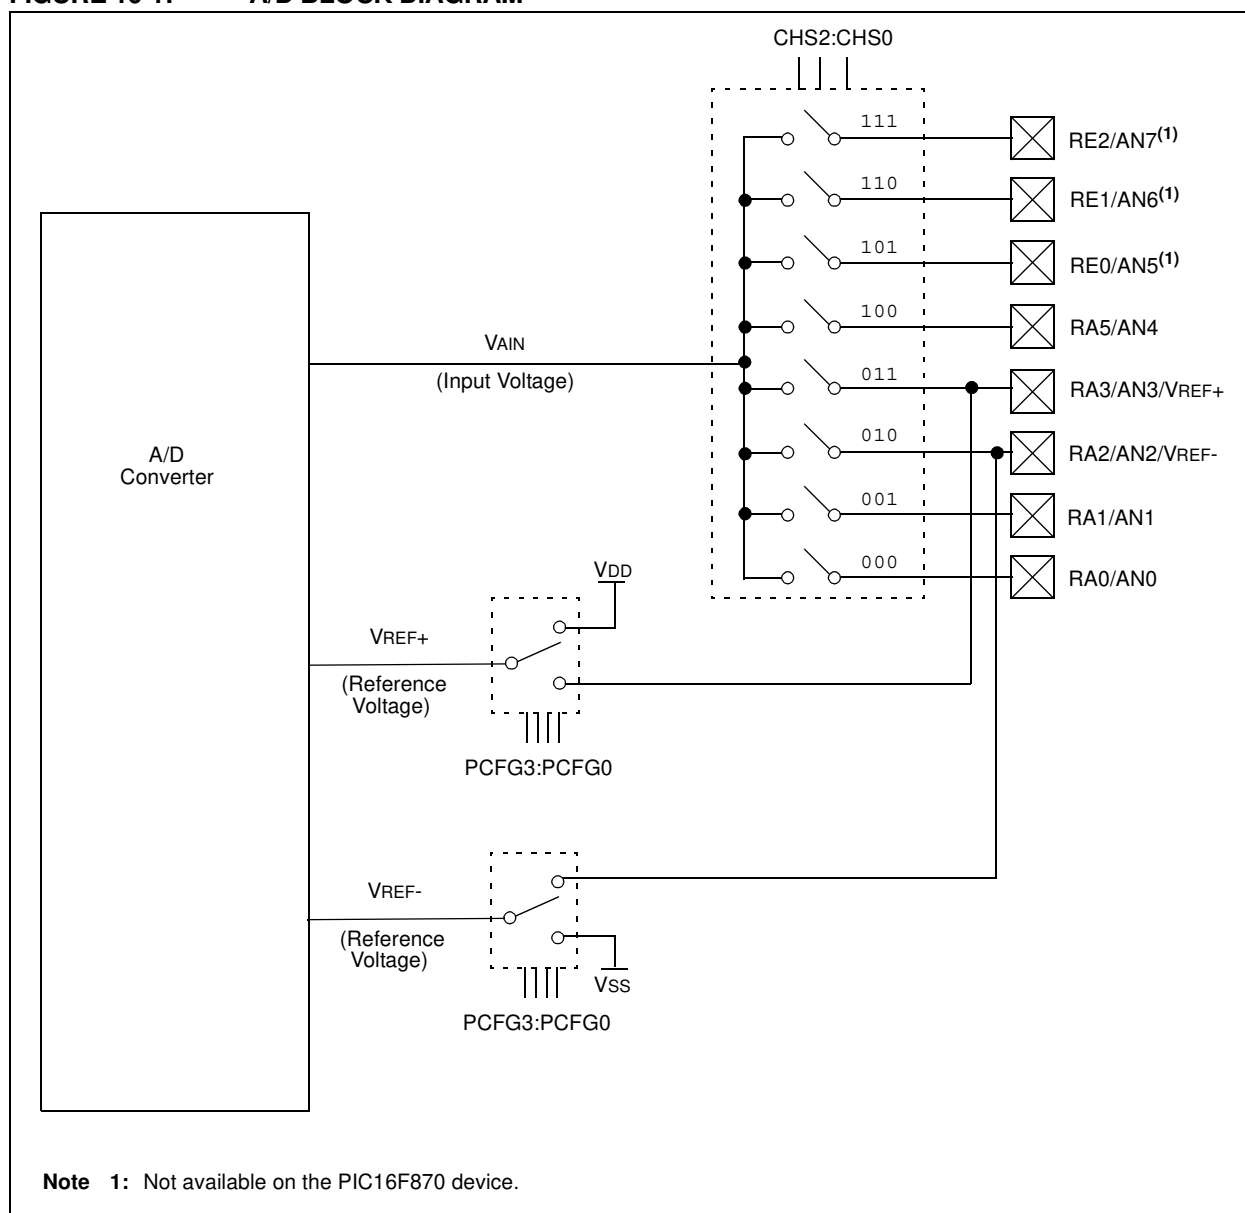 CHS2:CHS0
111
RE2/AN7(1)
110
RE1/AN6(1)
101
RE0/AN5(1)
100
RA5/AN4
VAIN
(Input Voltage)
011
RA3/AN3/VREF+
010
RA2/AN2/VREF-
A/D
Converter
001
RA1/AN1
000
RA0/AN0
VDD
VREF+
(Reference
Voltage)
PCFG3:PCFG0
VREF-
(Reference
Voltage)
VSS
PCFG3:PCFG0
Note 1: Not available on the PIC16F870 device.